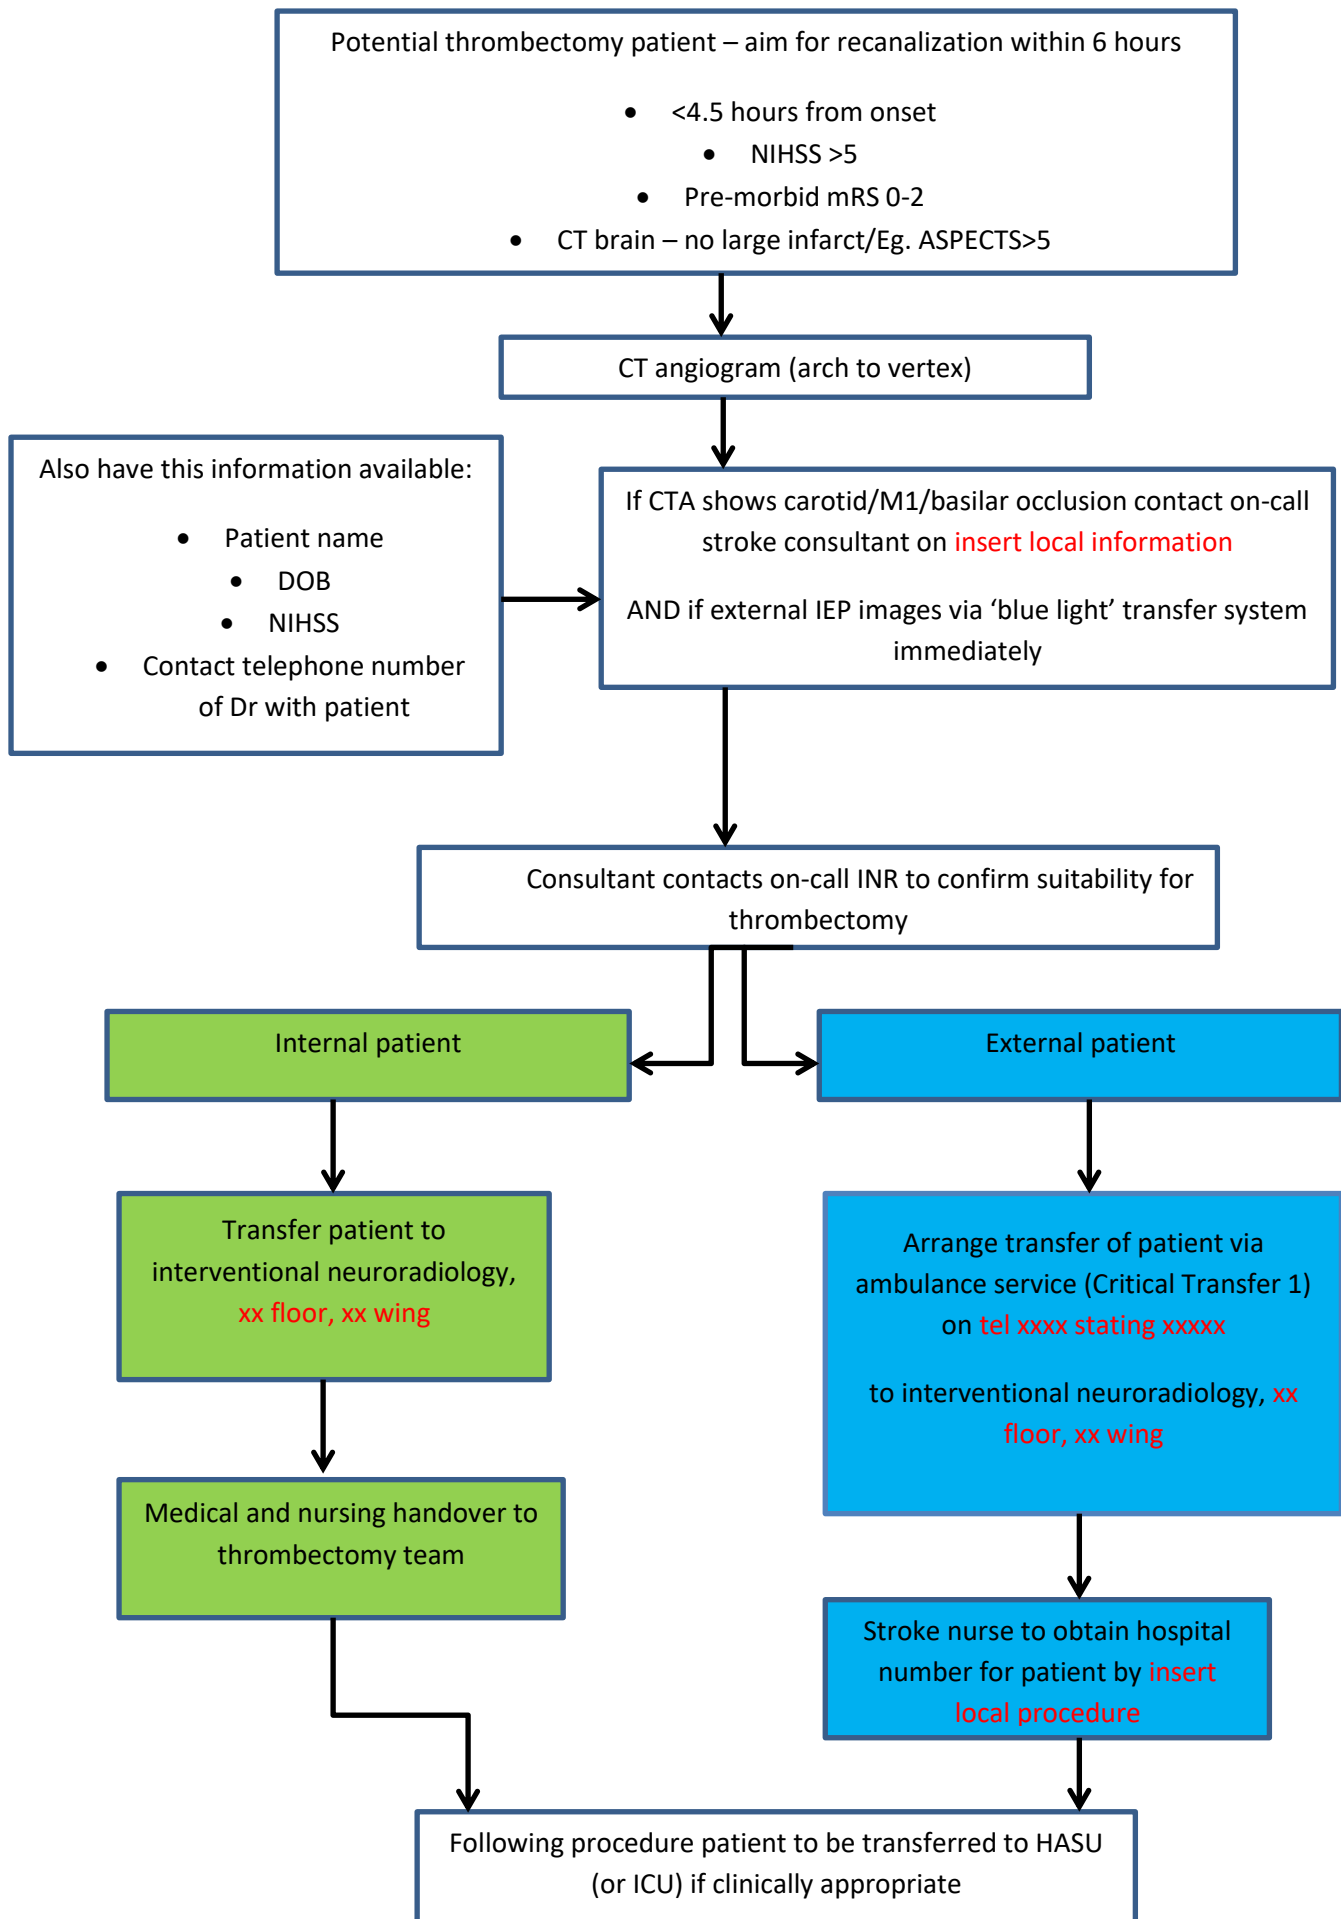 Potential thrombectomy patient – aim for recanalization within 6 hours
• <4.5 hours from onset
• NIHSS >5
• Pre-morbid mRS 0-2
• CT brain – no large infarct/Eg. ASPECTS>5
CT angiogram (arch to vertex)
Also have this information available:
• Patient name
• DOB
• NIHSS
• Contact telephone number
of Dr with patient
If CTA shows carotid/M1/basilar occlusion contact on-call
stroke consultant on insert local information
AND if external IEP images via ‘blue light’ transfer system
immediately
Consultant contacts on-call INR to confirm suitability for
thrombectomy
Internal patient
External patient
Transfer patient to
interventional neuroradiology,
xx floor, xx wing
Arrange transfer of patient via
ambulance service (Critical Transfer 1)
on tel xxxx stating xxxxx
to interventional neuroradiology, xx
floor, xx wing
Medical and nursing handover to
thrombectomy team
Stroke nurse to obtain hospital
number for patient by insert
local procedure
Following procedure patient to be transferred to HASU
(or ICU) if clinically appropriate